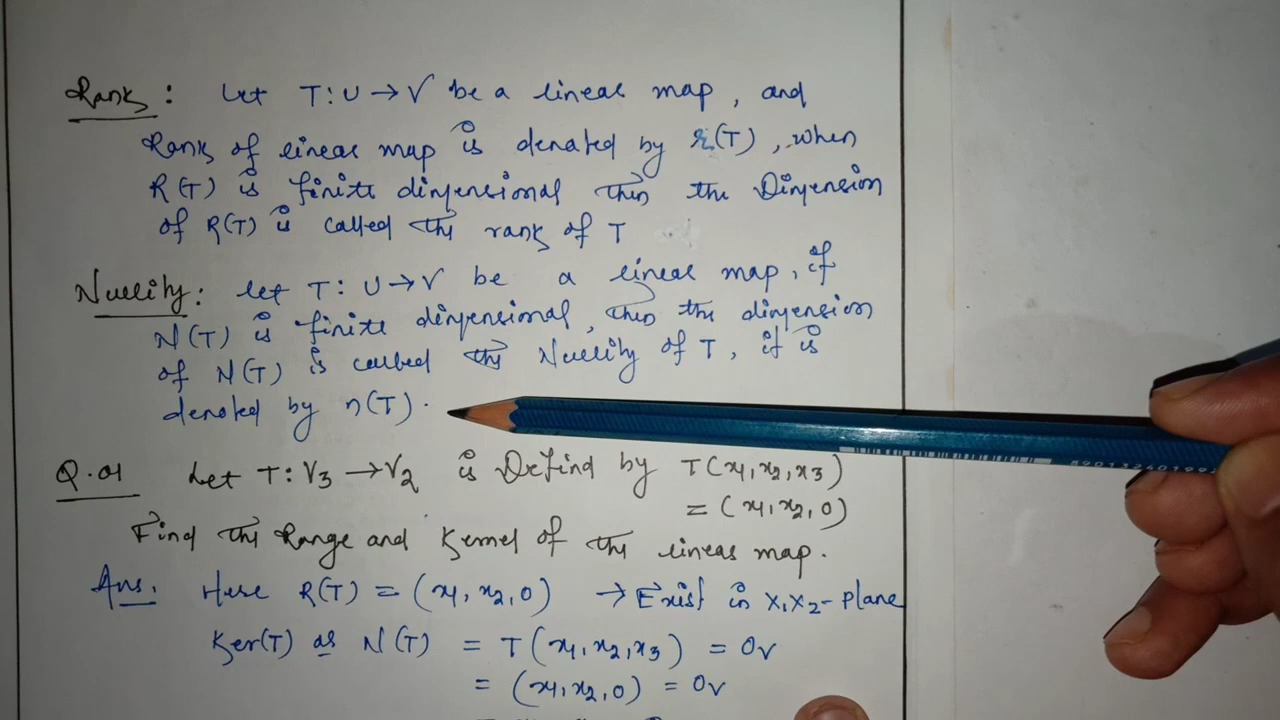 Rank : Let T: U → V be a linear map, and
Rank of linear map is denated by r(T), when
R(T) is finite dimensional then the Dimension
of R(T) is called the rank of T
Nullity: let T: U → V be a linear map, if
N(T) is finite dimensional, then the dimension
of N(T) is called the Nullity of T, it is
denoted by n(T).
Q.01 Let T: V₃ → V₂ is Defind by T(x₁, x₂, x₃)
= (x₁, x₂, 0)
Find the Range and Kernel of the linear map.
Ans. Here R(T) = (x₁, x₂, 0) → Exist in X₁X₂-plane
Ker(T) as N(T) = T(x₁, x₂, x₃) = 0ᵥ
= (x₁, x₂, 0) = 0ᵥ